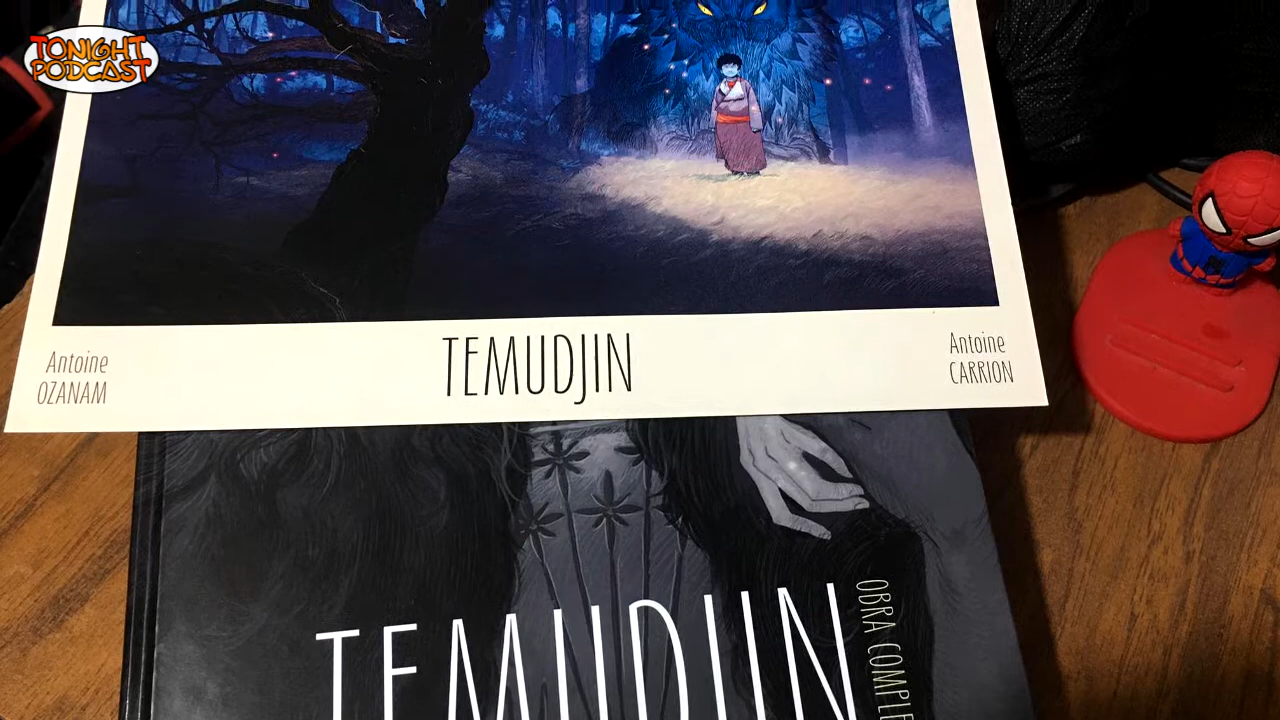 TONIGHT
PODCAST
Antoine
OZANAM
TEMUDJIN
Antoine
CARRION
TEMUDJIN
OBRA